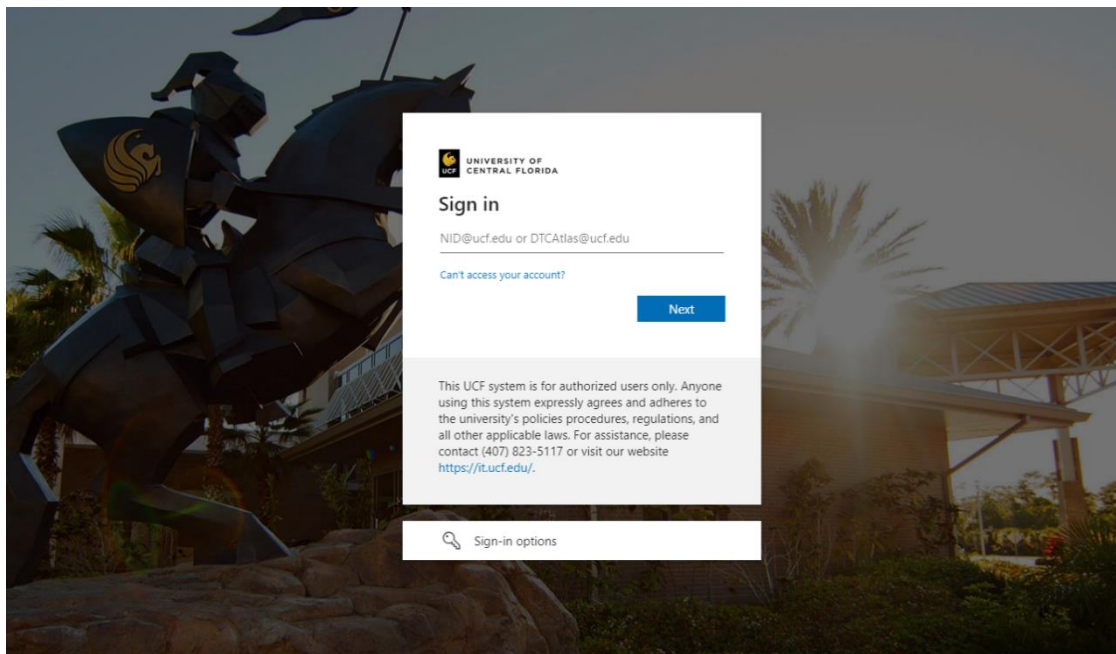 UCF
UNIVERSITY OF
CENTRAL FLORIDA
Sign in
NID@ucf.edu or DTCAtlas@ucf.edu
Can't access your account?
Next
This UCF system is for authorized users only. Anyone
using this system expressly agrees and adheres to
the university's policies procedures, regulations, and
all other applicable laws. For assistance, please
contact (407) 823-5117 or visit our website
https://it.ucf.edu/.
Sign-in options